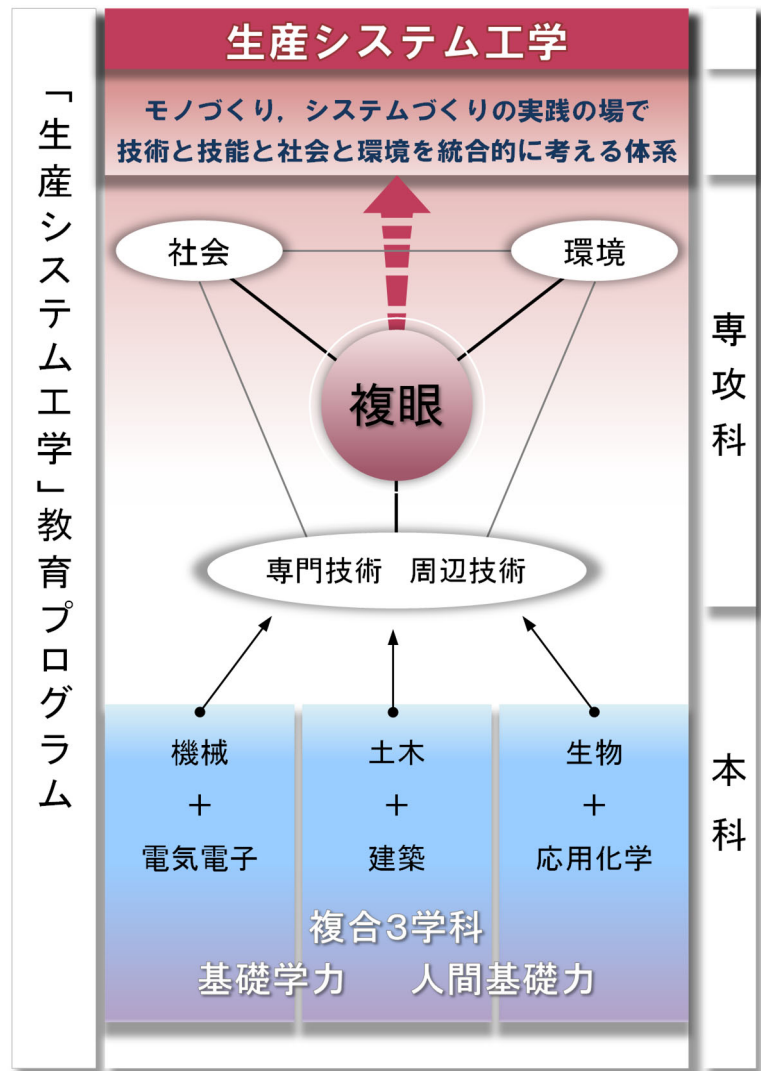 「生産システム工学」教育プログラム
生産システム工学
モノづくり，システムづくりの実践の場で
技術と技能と社会と環境を統合的に考える体系
社会
環境
複眼
専門技術　周辺技術
機械
＋
電気電子
土木
＋
建築
生物
＋
応用化学
複合3学科
基礎学力　人間基礎力
専攻科
本科